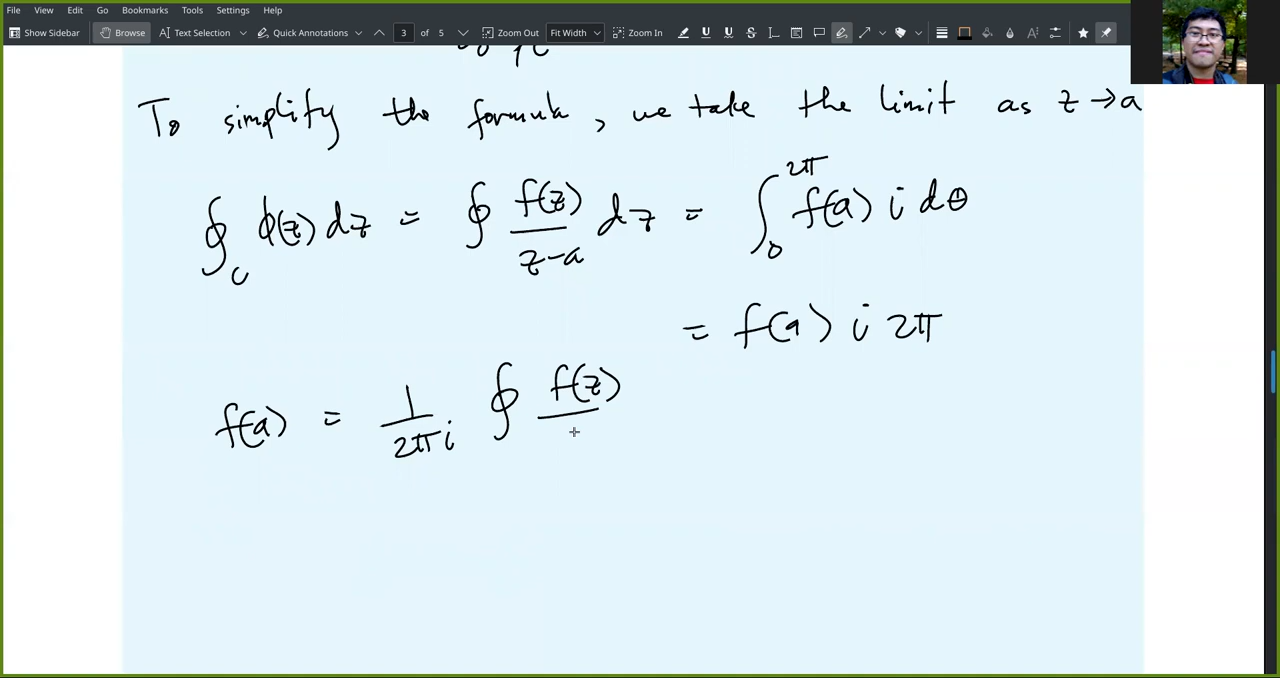 File View Edit Go Bookmarks Tools Settings Help
Show Sidebar Browse Text Selection Quick Annotations 3 of 5 Zoom Out Fit Width Zoom In
To simplify the formula, we take the limit as z → a
∮_C ϕ(z) dz = ∮ f(z)/(z-a) dz = ∫_0^{2π} f(a) i dθ
= f(a) i 2π
f(a) = 1/(2πi) ∮ f(z)/